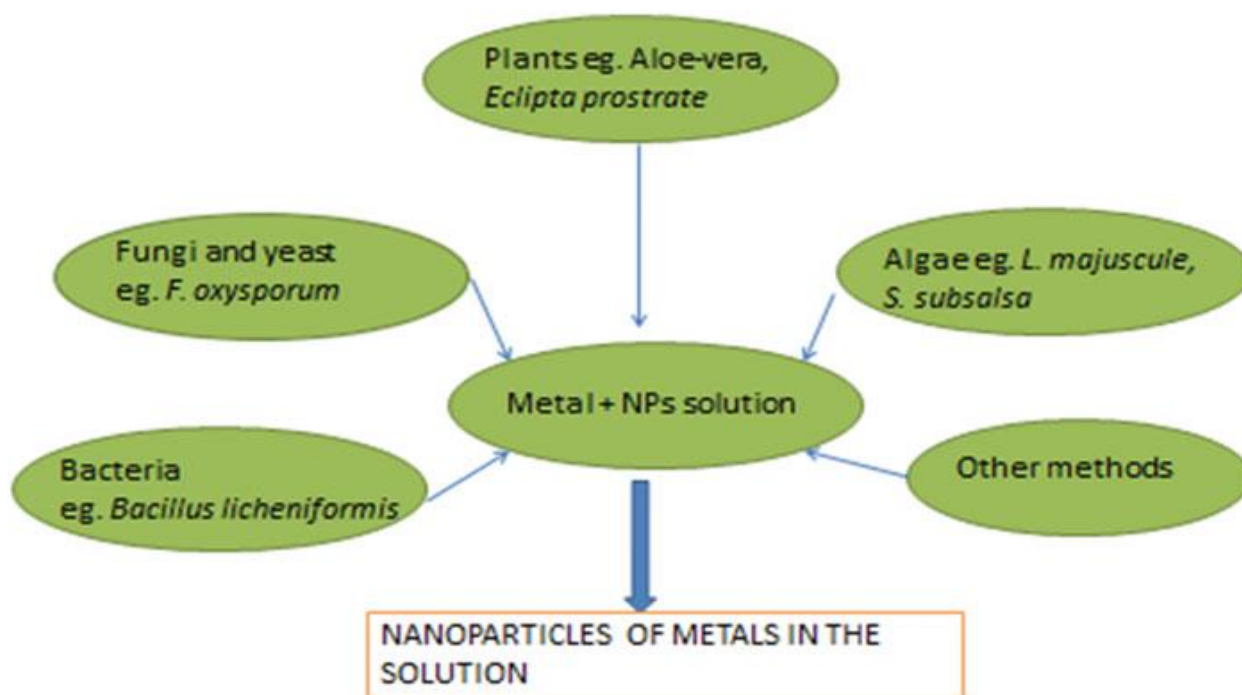 Plants eg. Aloe-vera,
Eclipta prostrate
Fungi and yeast
eg. F. oxysporum
Algae eg. L. majuscule,
S. subsalsa
Metal + NPs solution
Bacteria
eg. Bacillus licheniformis
Other methods
NANOPARTICLES OF METALS IN THE
SOLUTION